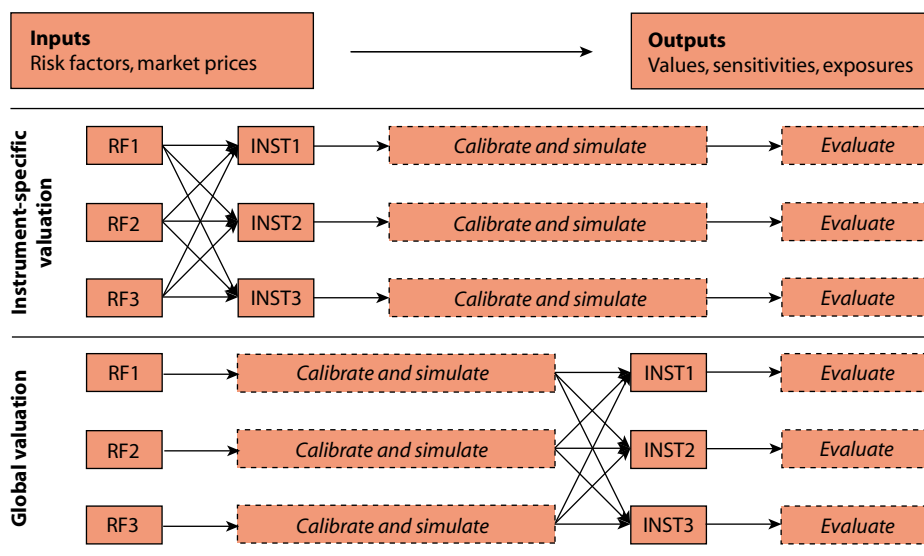 Inputs
Risk factors, market prices
Outputs
Values, sensitivities, exposures
Instrument-specific
valuation
RF1
INST1
Calibrate and simulate
Evaluate
RF2
INST2
Calibrate and simulate
Evaluate
RF3
INST3
Calibrate and simulate
Evaluate
Global valuation
RF1
Calibrate and simulate
INST1
Evaluate
RF2
Calibrate and simulate
INST2
Evaluate
RF3
Calibrate and simulate
INST3
Evaluate